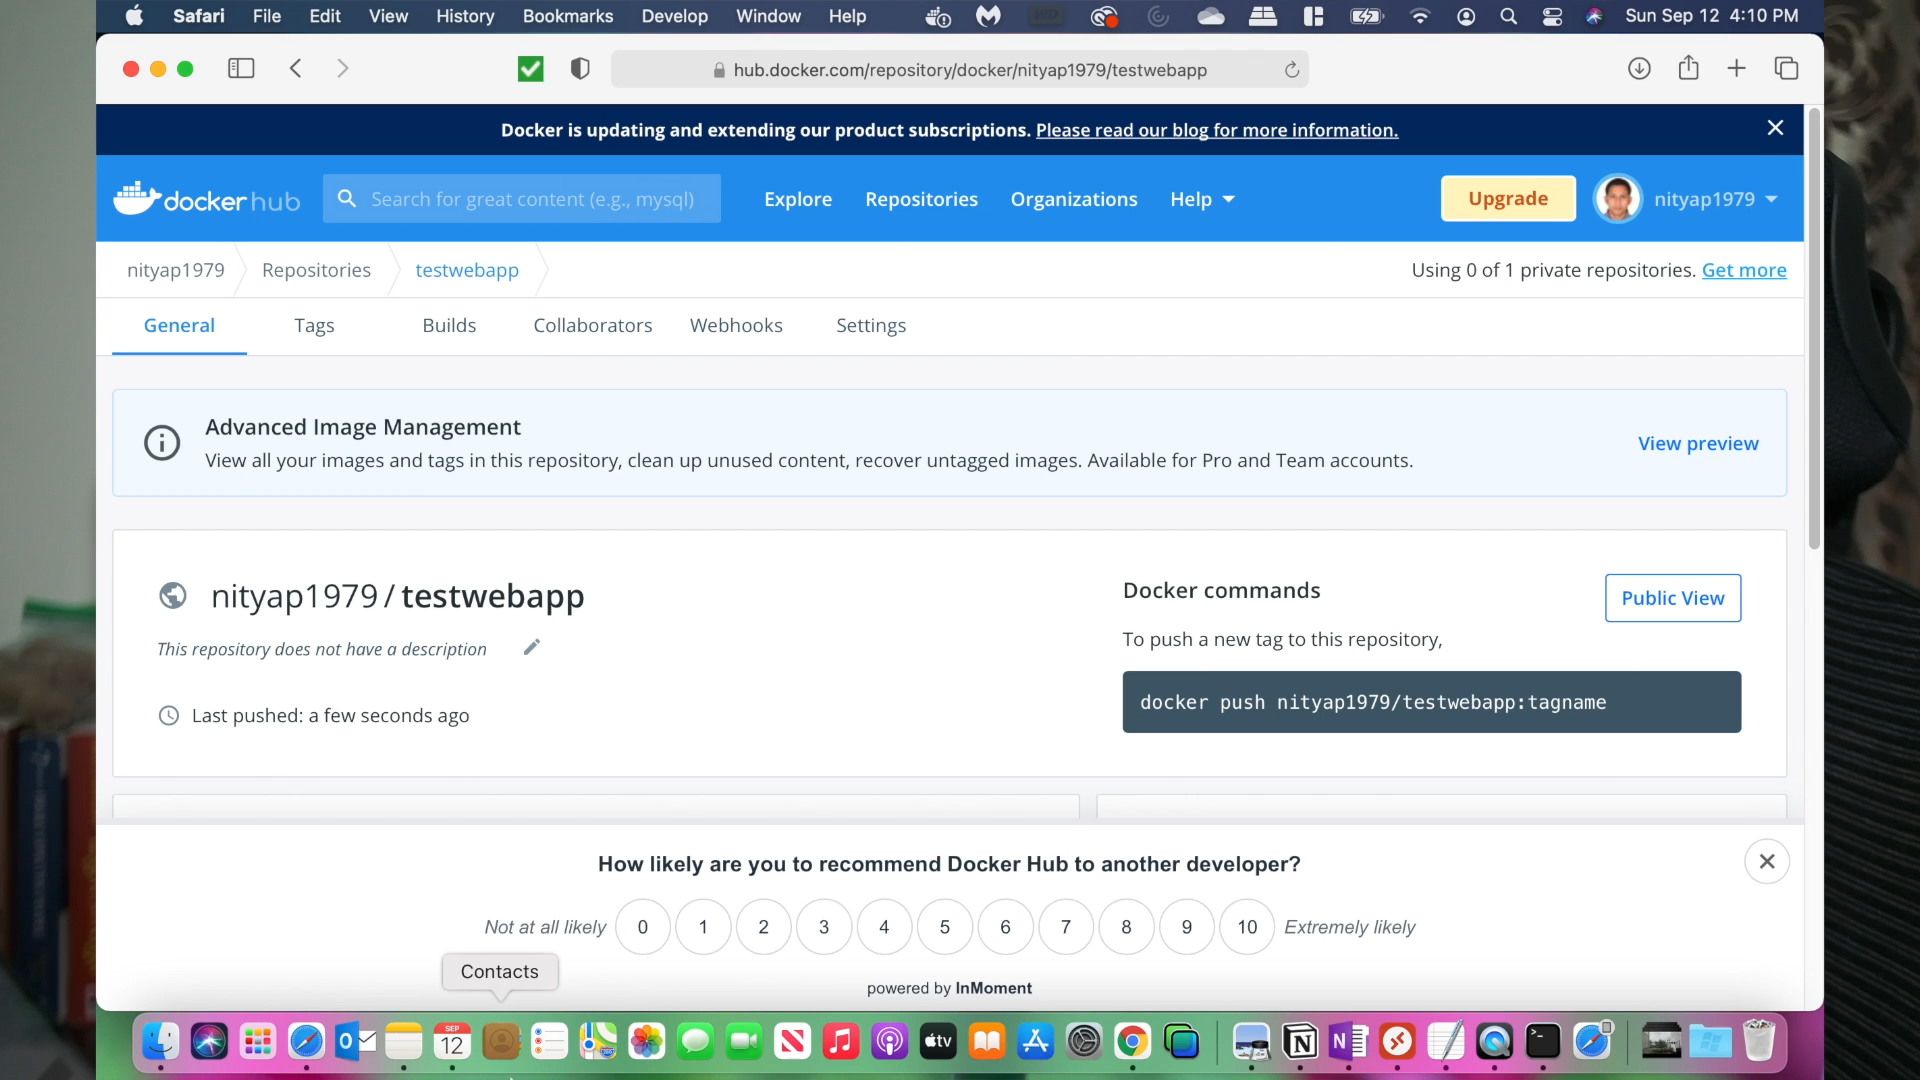 Safari File Edit View History Bookmarks Develop Window Help Sun Sep 12 4:10 PM
hub.docker.com/repository/docker/nityap1979/testwebapp
Docker is updating and extending our product subscriptions. Please read our blog for more information.
docker hub Search for great content (e.g., mysql) Explore Repositories Organizations Help Upgrade nityap1979
nityap1979 Repositories testwebapp Using 0 of 1 private repositories. Get more
General Tags Builds Collaborators Webhooks Settings
Advanced Image Management
View all your images and tags in this repository, clean up unused content, recover untagged images. Available for Pro and Team accounts.
View preview
nityap1979 / testwebapp
This repository does not have a description
Last pushed: a few seconds ago
Docker commands
Public View
To push a new tag to this repository,
docker push nityap1979/testwebapp:tagname
How likely are you to recommend Docker Hub to another developer?
Not at all likely 0 1 2 3 4 5 6 7 8 9 10 Extremely likely
Contacts
powered by InMoment
SEP
12
tv
N
N